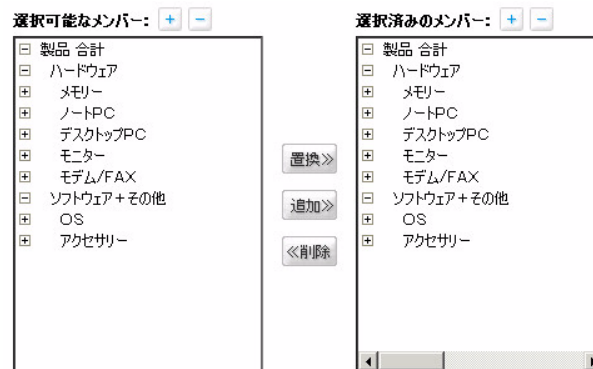 選択可能なメンバー:
製品 合計
ハードウェア
メモリー
ノートPC
デスクトップPC
モニター
モデム/FAX
ソフトウェア+その他
OS
アクセサリー
置換≫
追加≫
≪削除
選択済みのメンバー:
製品 合計
ハードウェア
メモリー
ノートPC
デスクトップPC
モニター
モデム/FAX
ソフトウェア+その他
OS
アクセサリー